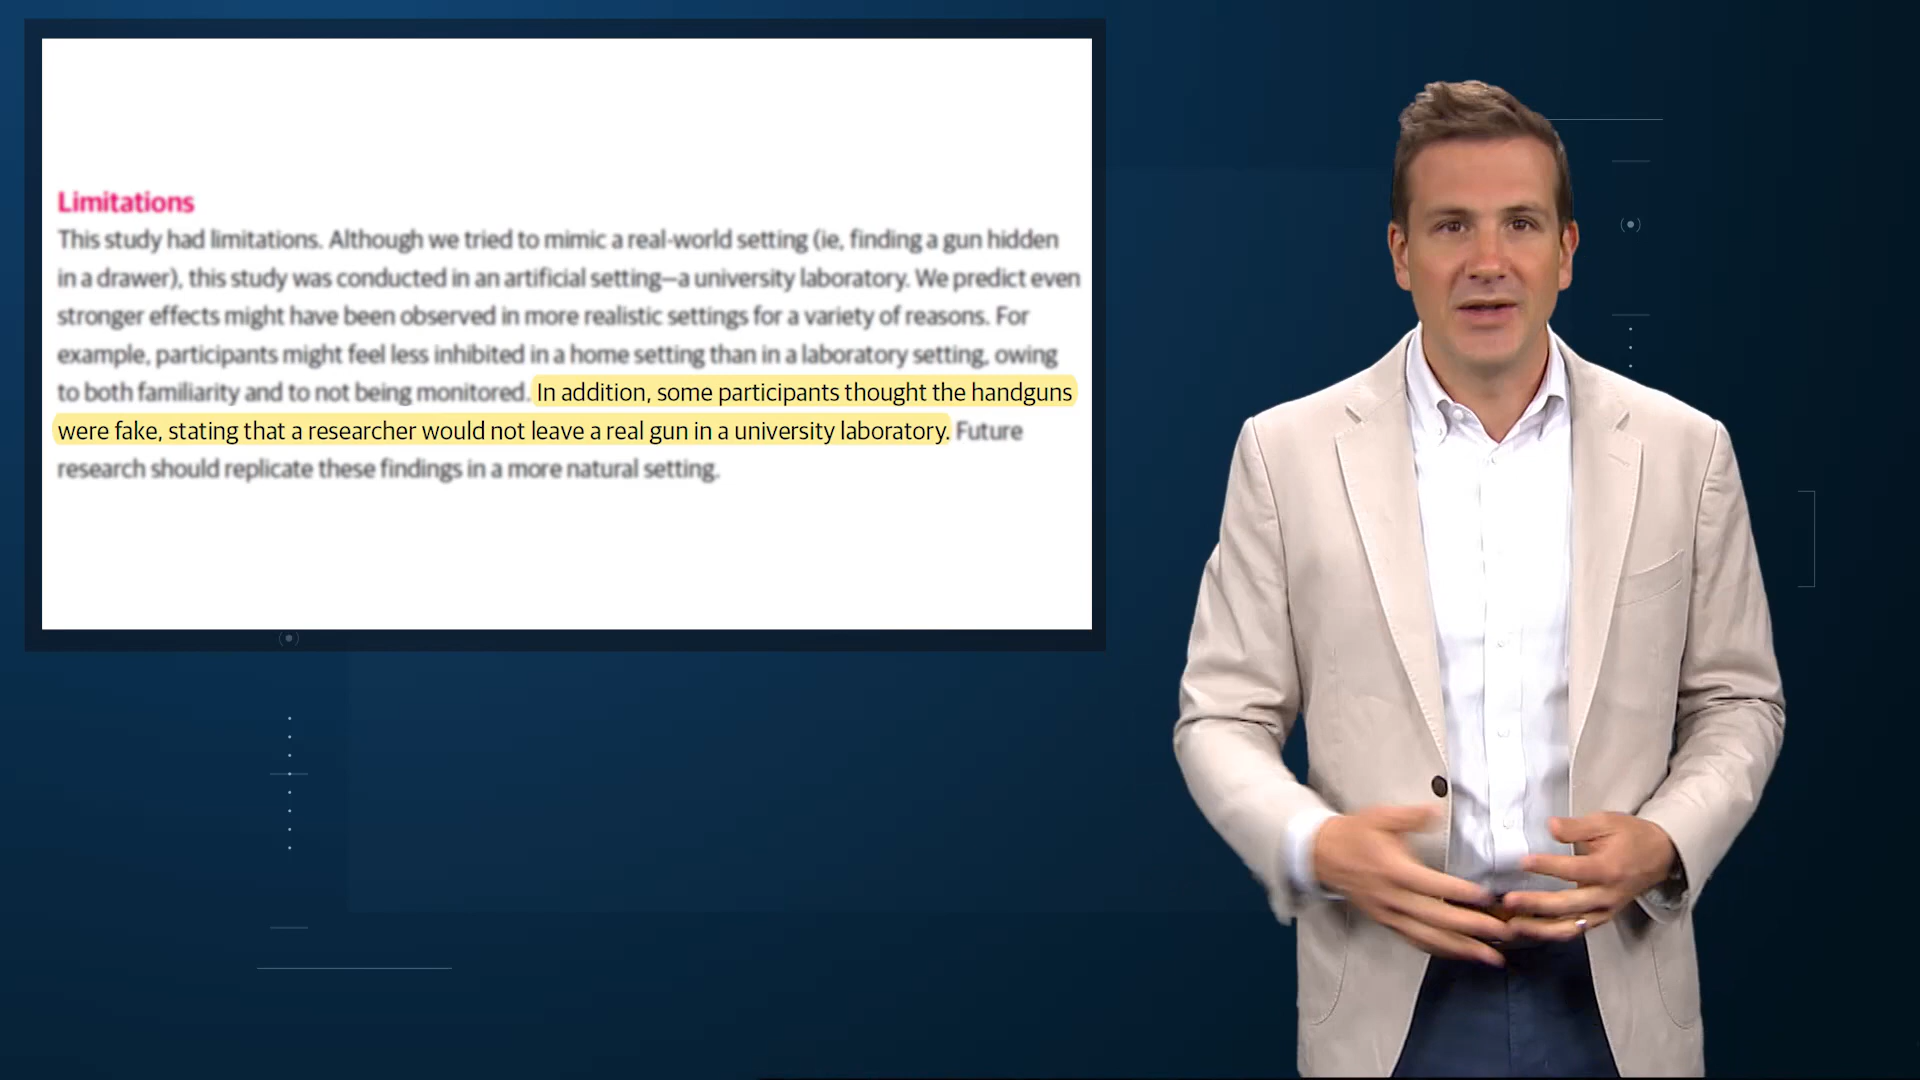 Limitations
This study had limitations. Although we tried to mimic a real-world setting (ie, finding a gun hidden
in a drawer), this study was conducted in an artificial setting—a university laboratory. We predict even
stronger effects might have been observed in more realistic settings for a variety of reasons. For
example, participants might feel less inhibited in a home setting than in a laboratory setting, owing
to both familiarity and to not being monitored. In addition, some participants thought the handguns
were fake, stating that a researcher would not leave a real gun in a university laboratory. Future
research should replicate these findings in a more natural setting.